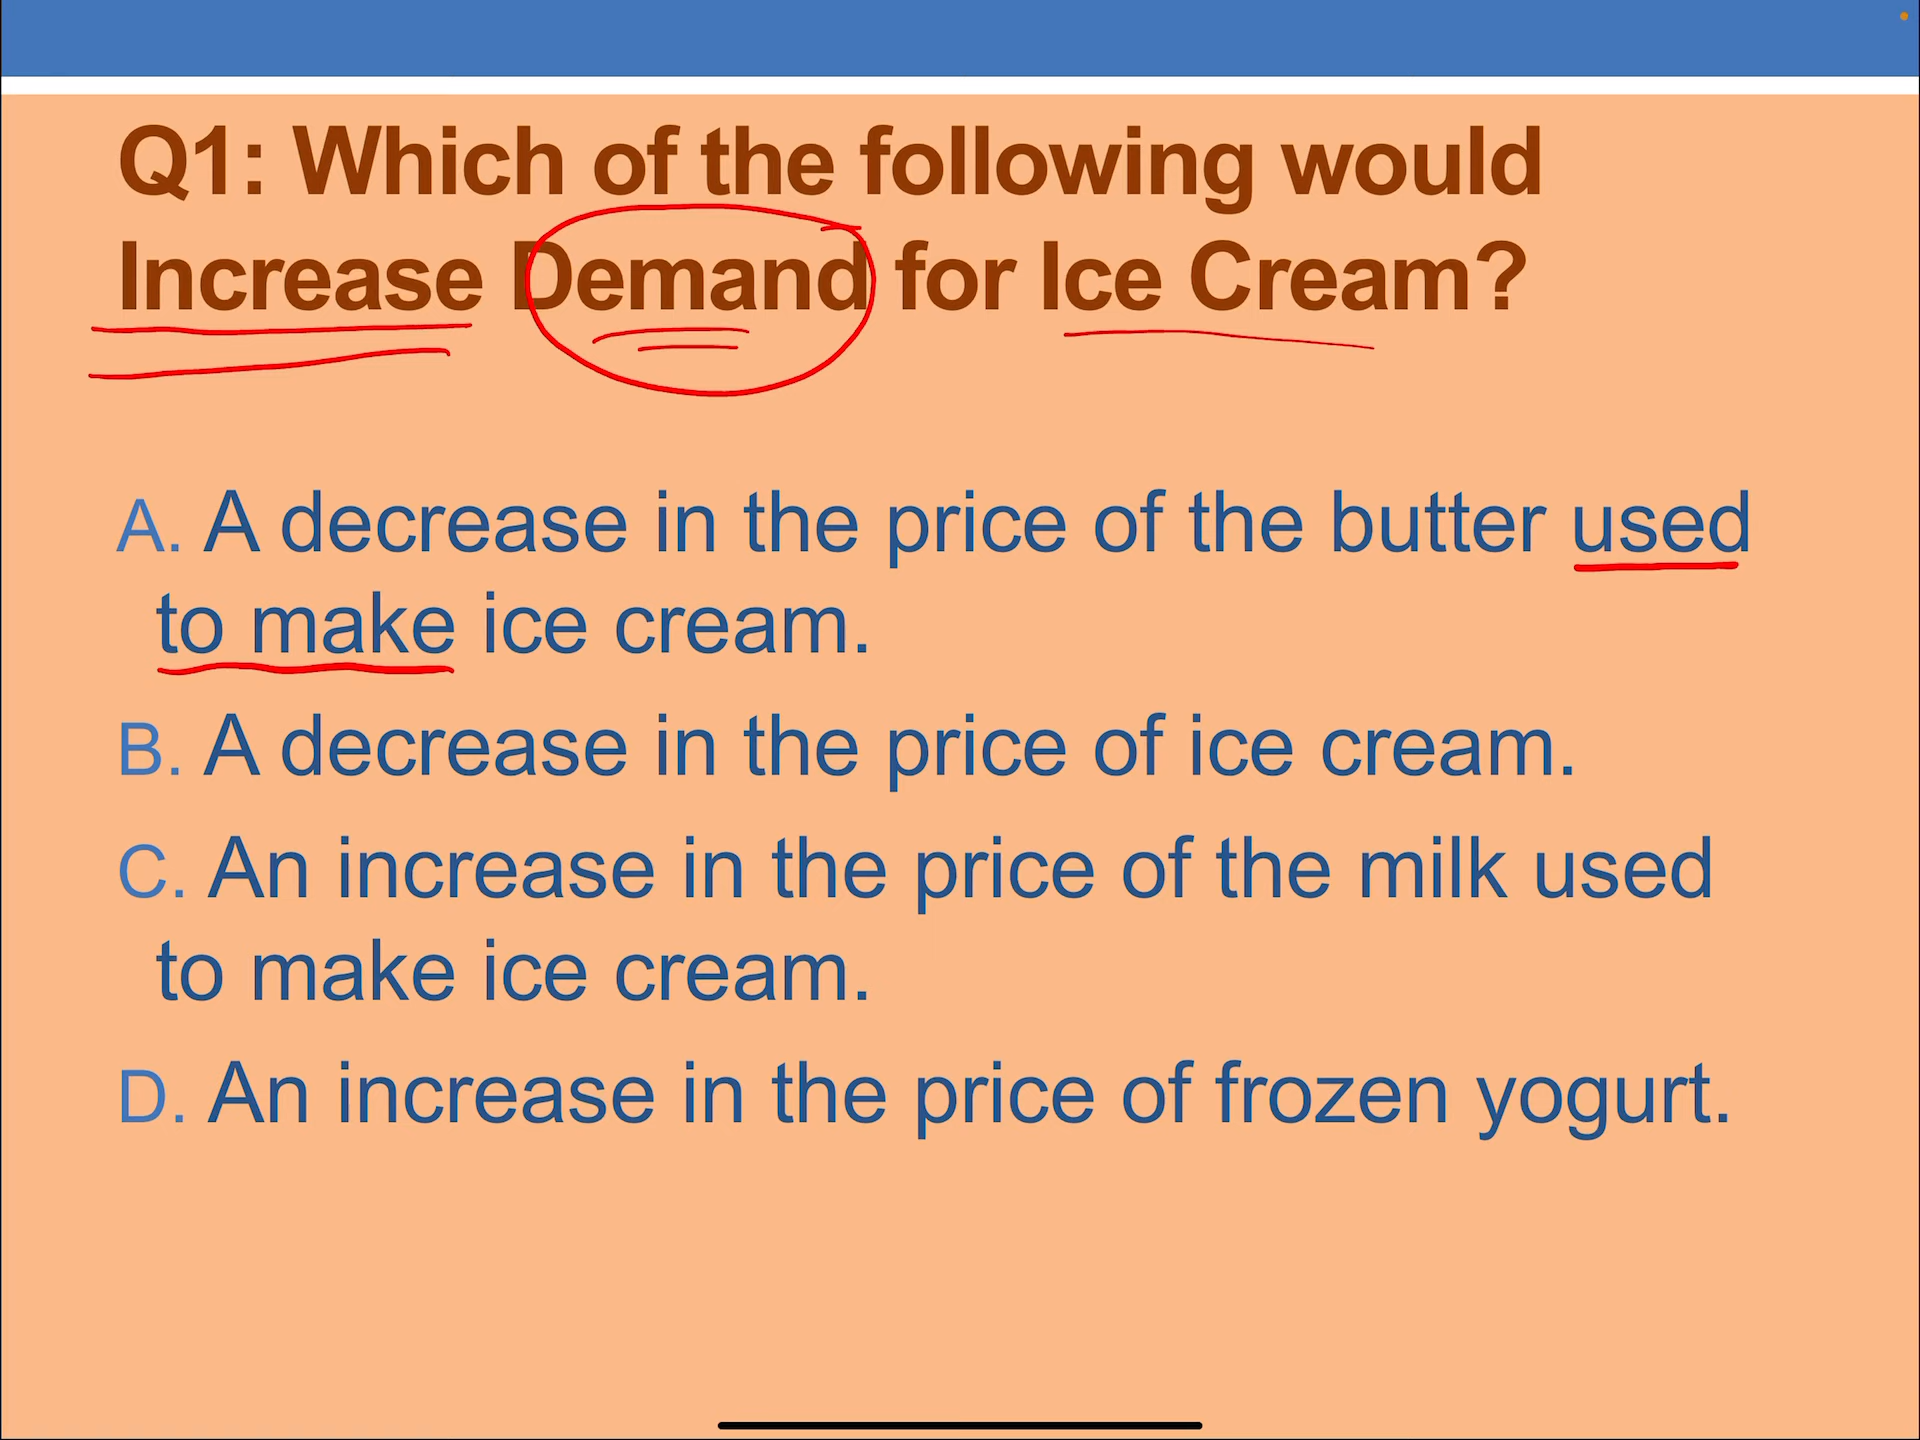 Q1: Which of the following would
Increase Demand for Ice Cream?
A. A decrease in the price of the butter used
to make ice cream.
B. A decrease in the price of ice cream.
C. An increase in the price of the milk used
to make ice cream.
D. An increase in the price of frozen yogurt.